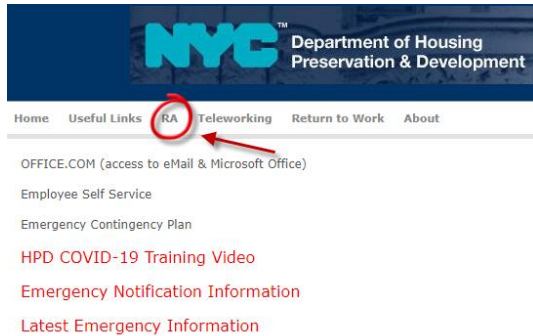 NYC™
Department of Housing
Preservation & Development
Home Useful Links RA Teleworking Return to Work About
OFFICE.COM (access to eMail & Microsoft Office)
Employee Self Service
Emergency Contingency Plan
HPD COVID-19 Training Video
Emergency Notification Information
Latest Emergency Information